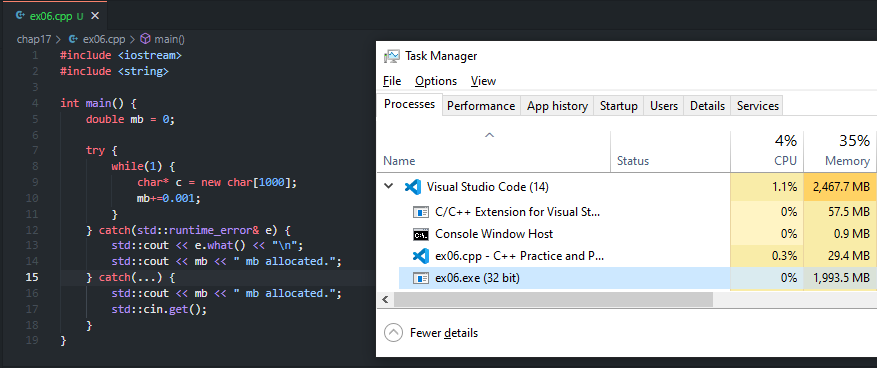 ex06.cpp U
chap17 > ex06.cpp > main()
1 #include <iostream>
2 #include <string>
3
4 int main() {
5 double mb = 0;
6
7 try {
8 while(1) {
9 char* c = new char[1000];
10 mb+=0.001;
11 }
12 } catch(std::runtime_error& e) {
13 std::cout << e.what() << "\n";
14 std::cout << mb << " mb allocated.";
15 } catch(...) {
16 std::cout << mb << " mb allocated.";
17 std::cin.get();
18 }
19 }
Task Manager
File Options View
Processes Performance App history Startup Users Details Services
4% 35%
Name Status CPU Memory
Visual Studio Code (14) 1.1% 2,467.7 MB
C/C++ Extension for Visual St... 0% 57.5 MB
Console Window Host 0% 0.9 MB
ex06.cpp - C++ Practice and P... 0.3% 29.4 MB
ex06.exe (32 bit) 0% 1,993.5 MB
Fewer details